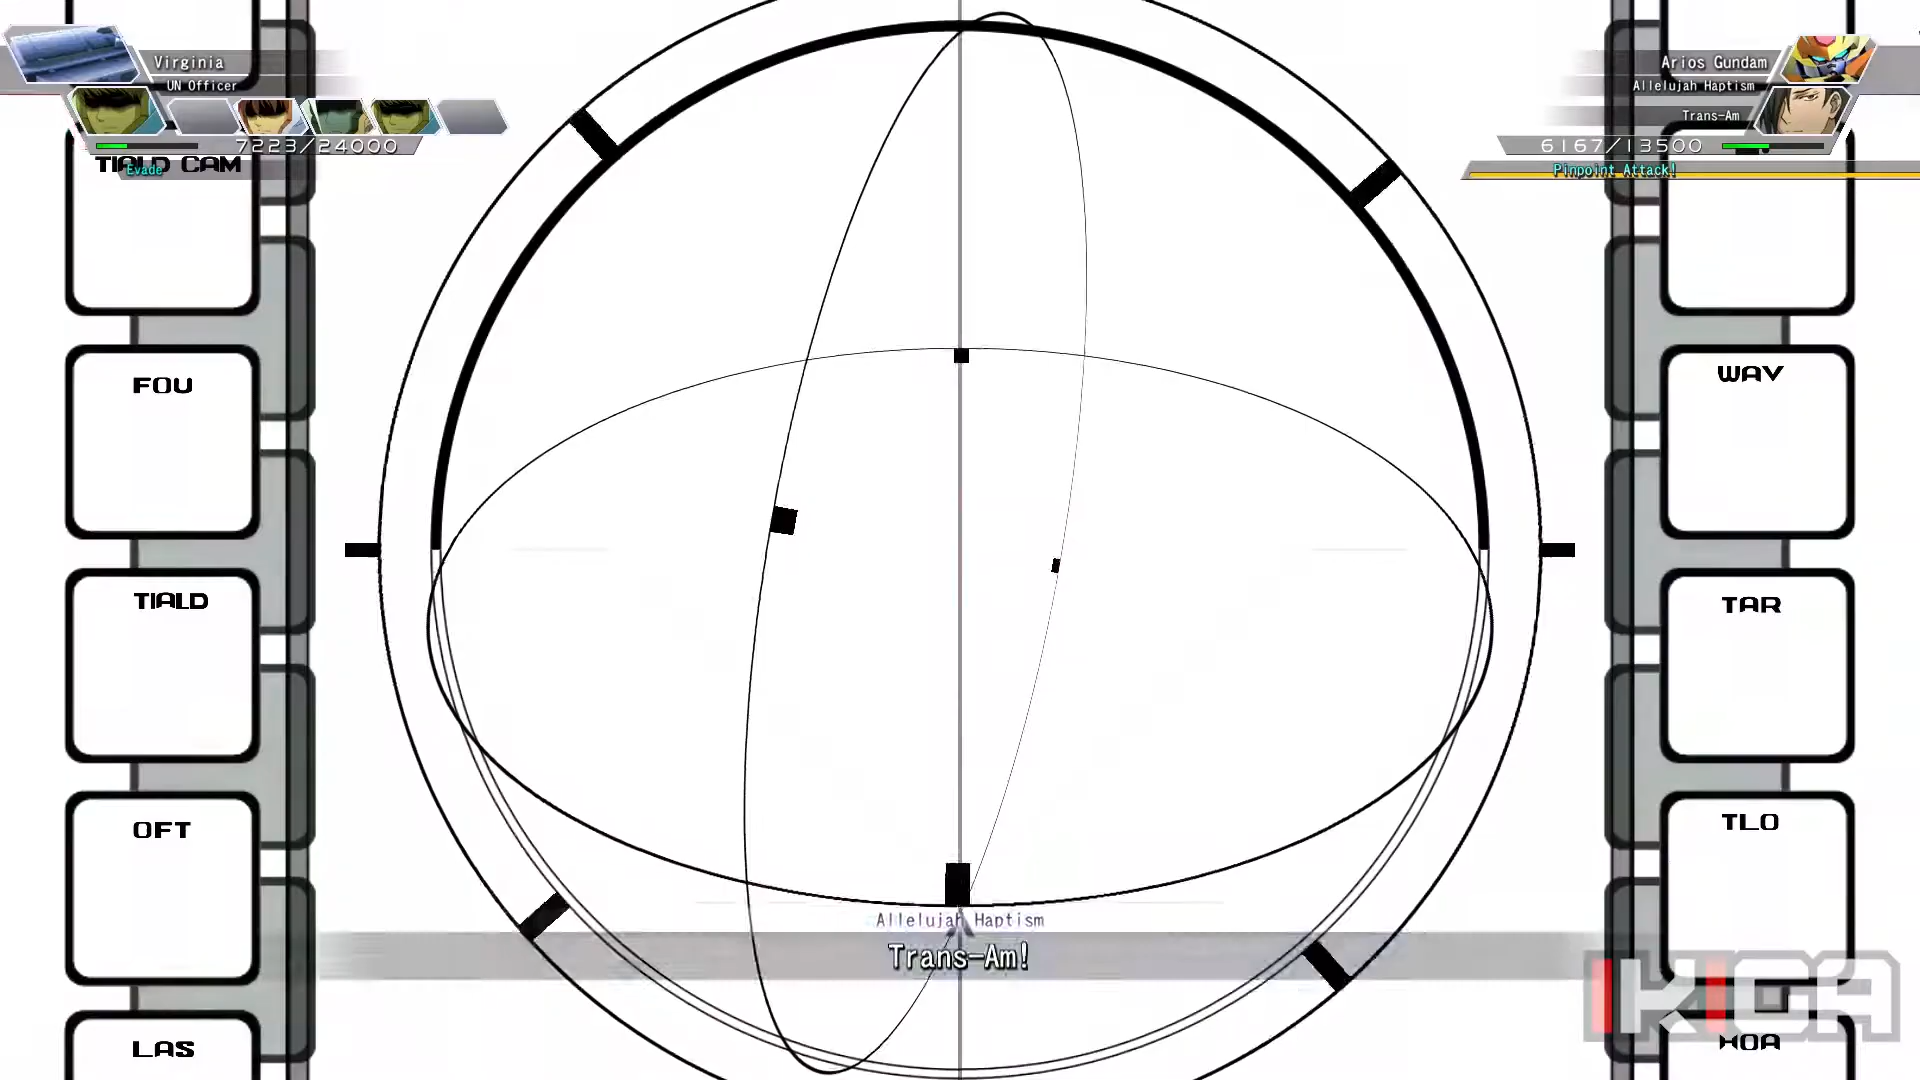 Virginia
UN Officer
7223/24000
Evade
TIALD CAM
FOU
TIALD
OFT
LAS
Arios Gundam
Allelujah Haptism
Trans-Am
6167/13500
Pinpoint Attack!
WAV
TAR
TLO
HOA
Allelujah Haptism
Trans-Am!
KIGA